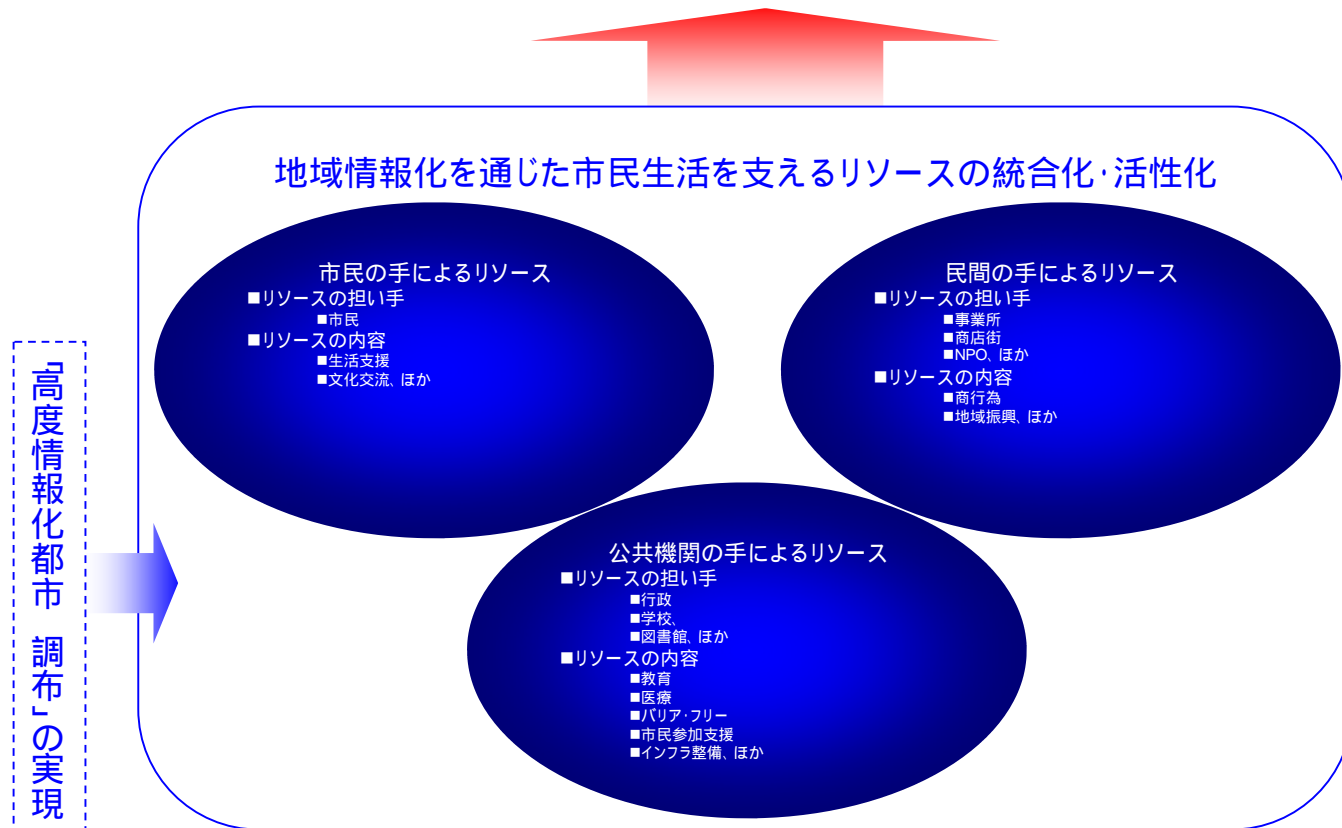 地域情報化を通じた市民生活を支えるリソースの統合化・活性化
市民の手によるリソース
■リソースの担い手
■市民
■リソースの内容
■生活支援
■文化交流、ほか
民間の手によるリソース
■リソースの担い手
■事業所
■商店街
■NPO、ほか
■リソースの内容
■商行為
■地域振興、ほか
公共機関の手によるリソース
■リソースの担い手
■行政
■学校、
■図書館、ほか
■リソースの内容
■教育
■医療
■バリア・フリー
■市民参加支援
■インフラ整備、ほか
「高度情報化都市 調布」の実現